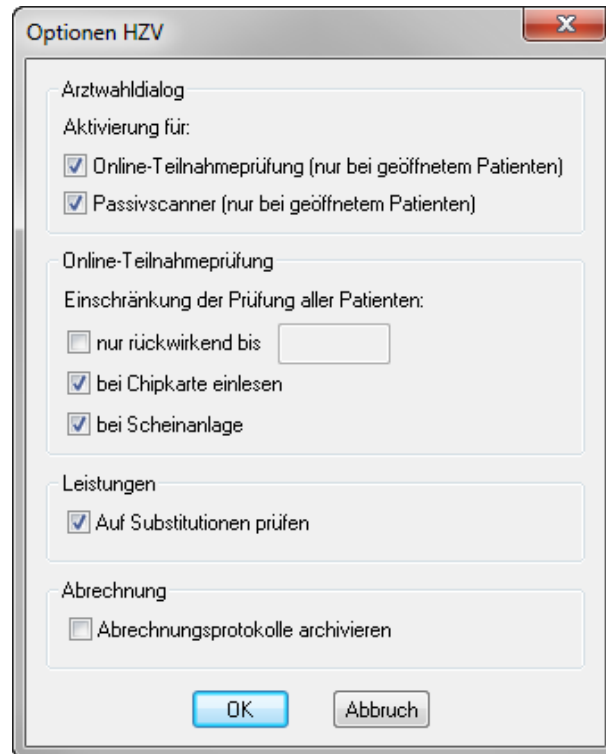 Optionen HZV
Arztwahldialog
Aktivierung für:
Online-Teilnahmeprüfung (nur bei geöffnetem Patienten)
Passivscanner (nur bei geöffnetem Patienten)
Online-Teilnahmeprüfung
Einschränkung der Prüfung aller Patienten:
nur rückwirkend bis
bei Chipkarte einlesen
bei Scheinanlage
Leistungen
Auf Substitutionen prüfen
Abrechnung
Abrechnungsprotokolle archivieren
OK Abbruch